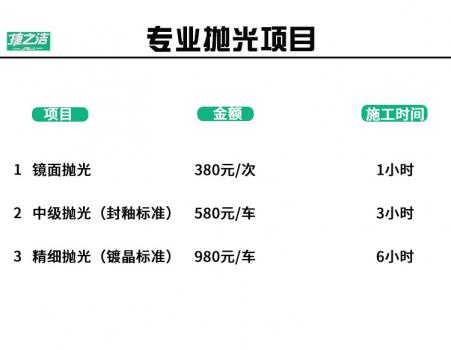 之洁
专业抛光项目
项目 金额 施工时间
1 镜面抛光 380元/次 1小时
2 中级抛光（封釉标准） 580元/车 3小时
3 精细抛光（镀晶标准） 980元/车 6小时